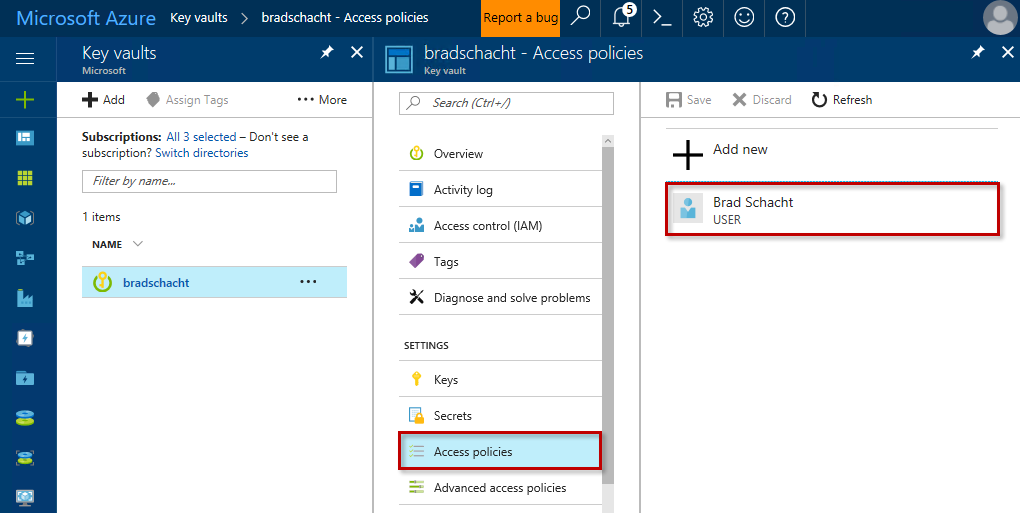 Microsoft Azure Key vaults > bradschacht - Access policies Report a bug 5
Key vaults
Microsoft
Add Assign Tags ··· More
Subscriptions: All 3 selected – Don't see a
subscription? Switch directories
Filter by name...
1 items
NAME
bradschacht ···
bradschacht - Access policies
Key vault
Search (Ctrl+/)
Overview
Activity log
Access control (IAM)
Tags
Diagnose and solve problems
SETTINGS
Keys
Secrets
Access policies
Advanced access policies
Save Discard Refresh
Add new
Brad Schacht
USER